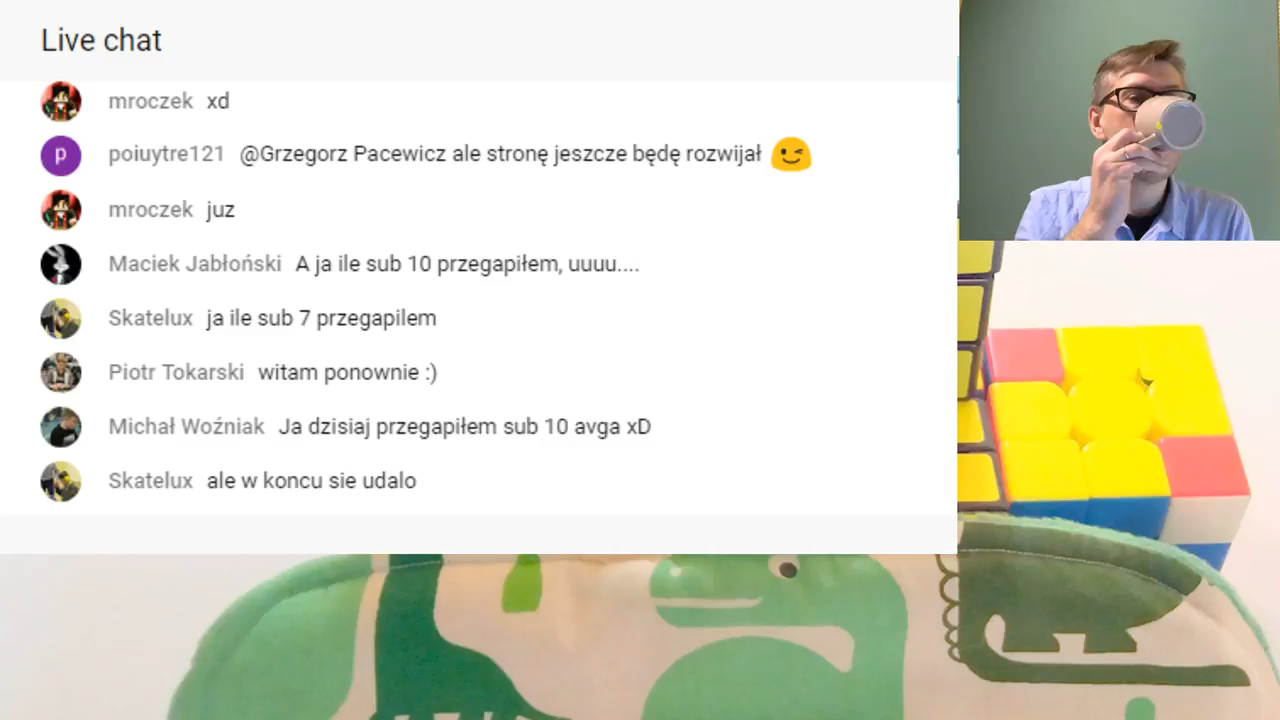 Live chat
mroczek xd
p poiuytre121 @Grzegorz Pacewicz ale stronę jeszcze będę rozwijał 😉
mroczek juz
Maciek Jabłoński A ja ile sub 10 przegapiłem, uuuu....
Skatelux ja ile sub 7 przegapilem
Piotr Tokarski witam ponownie :)
Michał Woźniak Ja dzisiaj przegapiłem sub 10 avga xD
Skatelux ale w koncu sie udalo